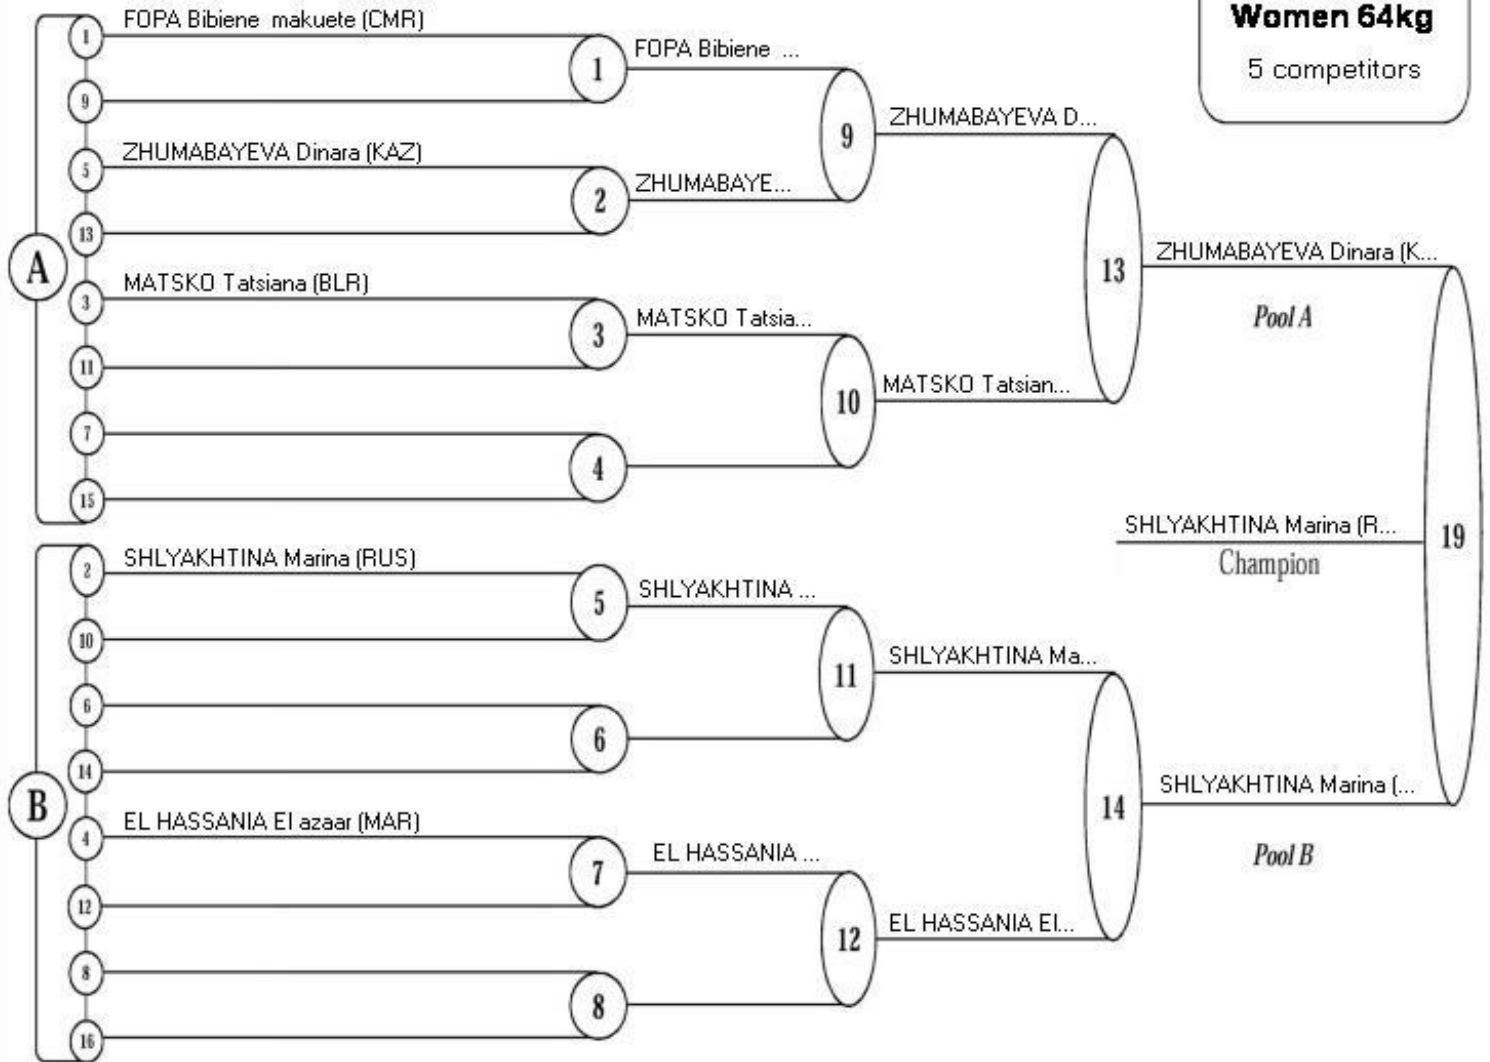 Women 64kg
5 competitors
A
1
FOPA Bibiene makuete (CMR)
9
1
FOPA Bibiene ...
5
ZHUMABAYEVA Dinara (KAZ)
13
2
ZHUMABAYE...
9
ZHUMABAYEVA D...
3
MATSKO Tatsiana (BLR)
11
3
MATSKO Tatsia...
7
15
4
10
MATSKO Tatsian...
13
ZHUMABAYEVA Dinara (K...
Pool A
B
2
SHLYAKHTINA Marina (RUS)
10
5
SHLYAKHTINA ...
6
14
6
11
SHLYAKHTINA Ma...
4
EL HASSANIA El azaar (MAR)
12
7
EL HASSANIA ...
8
16
8
12
EL HASSANIA El...
14
SHLYAKHTINA Marina (...
Pool B
SHLYAKHTINA Marina (R...
Champion
19